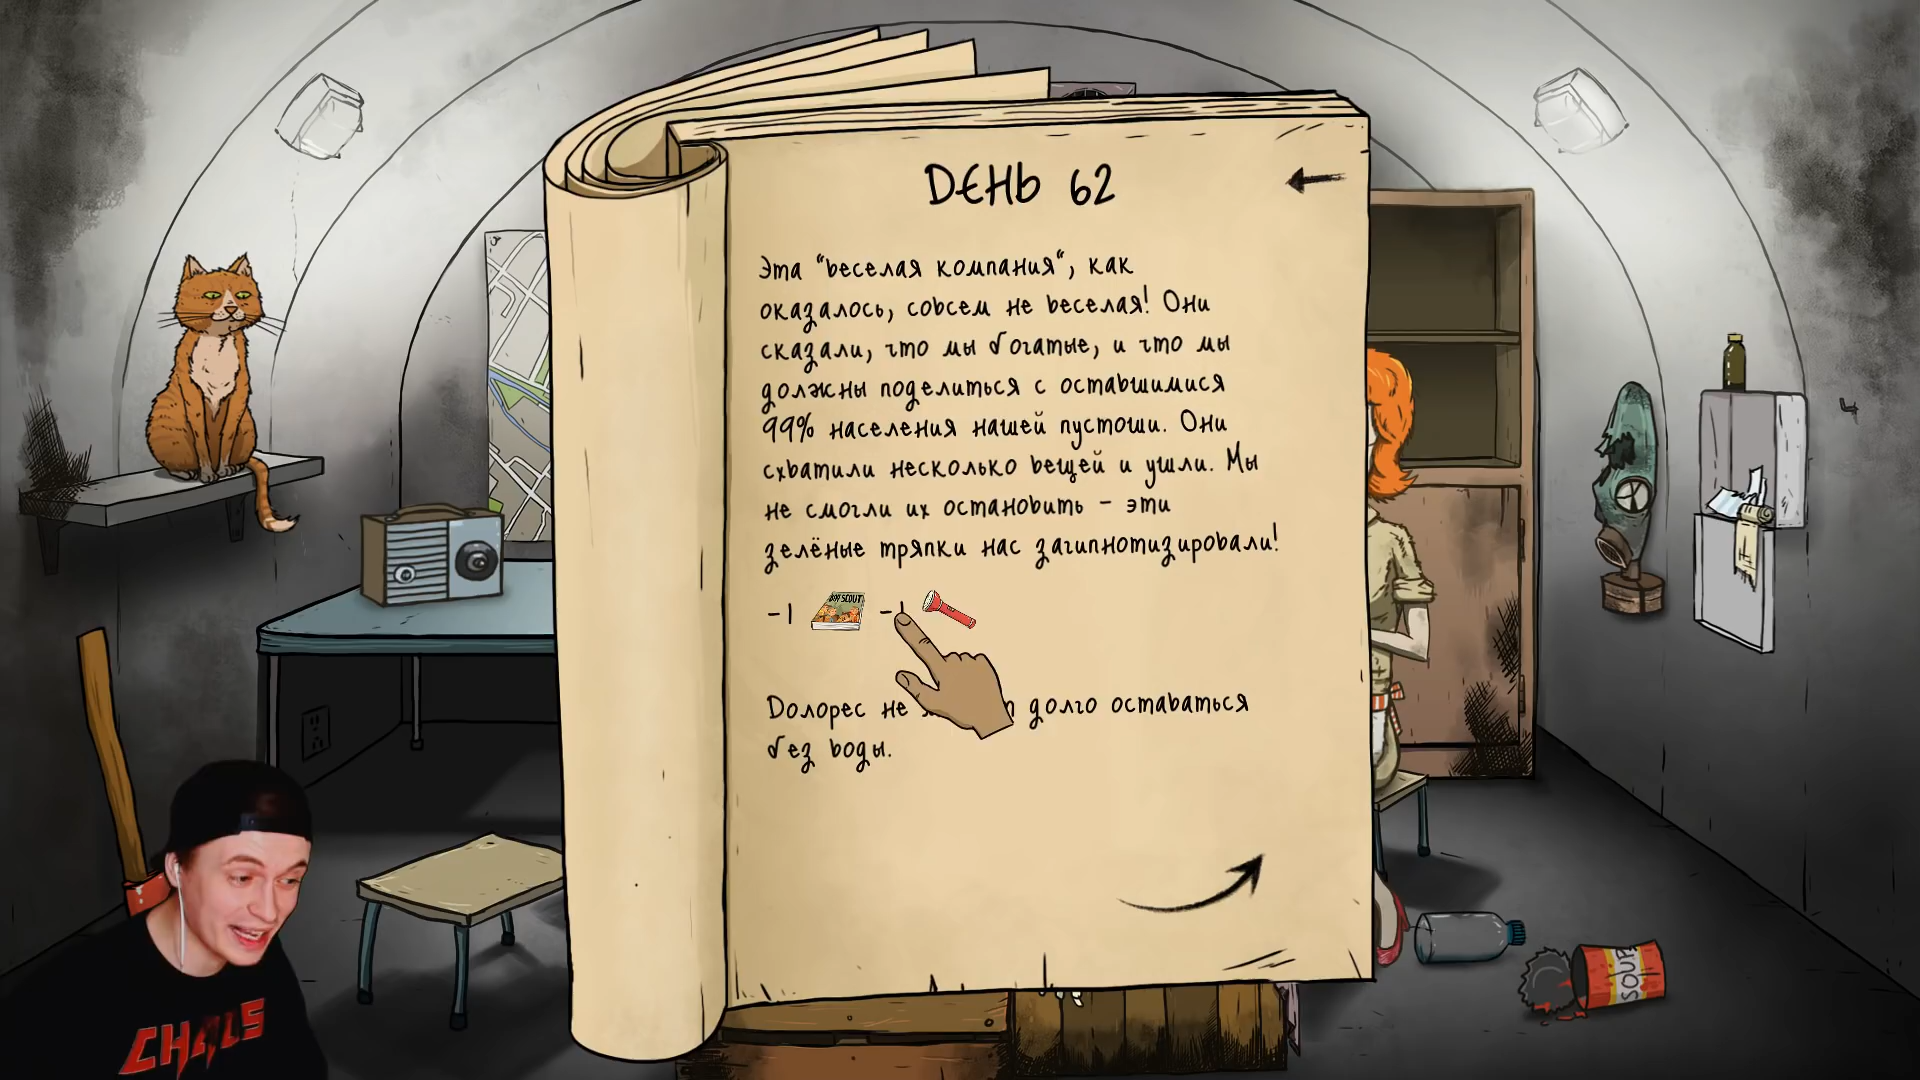 ДЕНЬ 62
Эта "веселая компания", как
оказалось, совсем не веселая! Они
сказали, что мы богатые, и что мы
должны поделиться с оставшимися
99% населения нашей пустоши. Они
схватили несколько вещей и ушли. Мы
не смогли их остановить - эти
зелёные тряпки нас загипнотизировали!
-1 -1
Долорес не долго оставаться
без воды.
SCOUT
SOUP
CHAOS